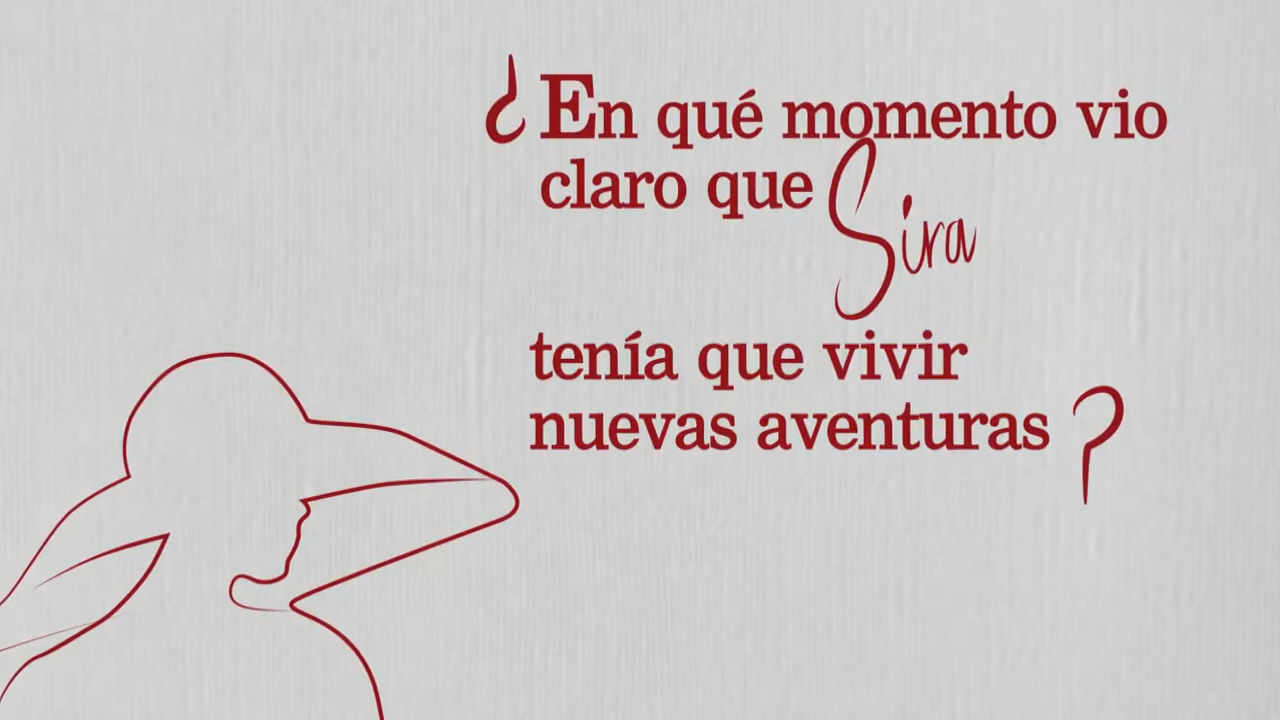 ¿En qué momento vio
claro que Sira
tenía que vivir
nuevas aventuras?